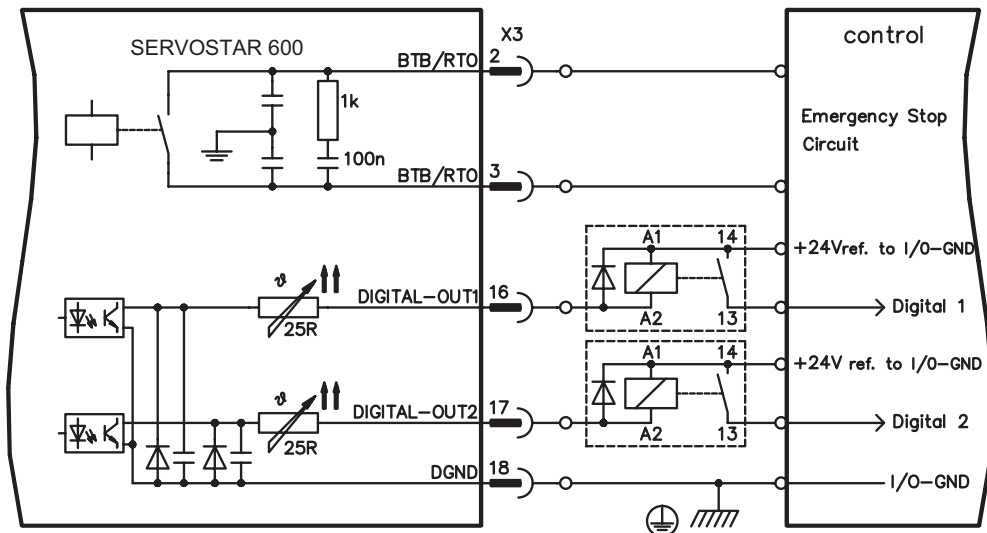 SERVOSTAR 600
X3
control
BTB/RTO
2
1k
100n
Emergency Stop
Circuit
BTB/RTO
3
A1
14
+24Vref. to I/O-GND
ϑ
25R
DIGITAL-OUT1
16
A2
13
Digital 1
A1
14
+24V ref. to I/O-GND
ϑ
25R
DIGITAL-OUT2
17
A2
13
Digital 2
DGND
18
I/O-GND